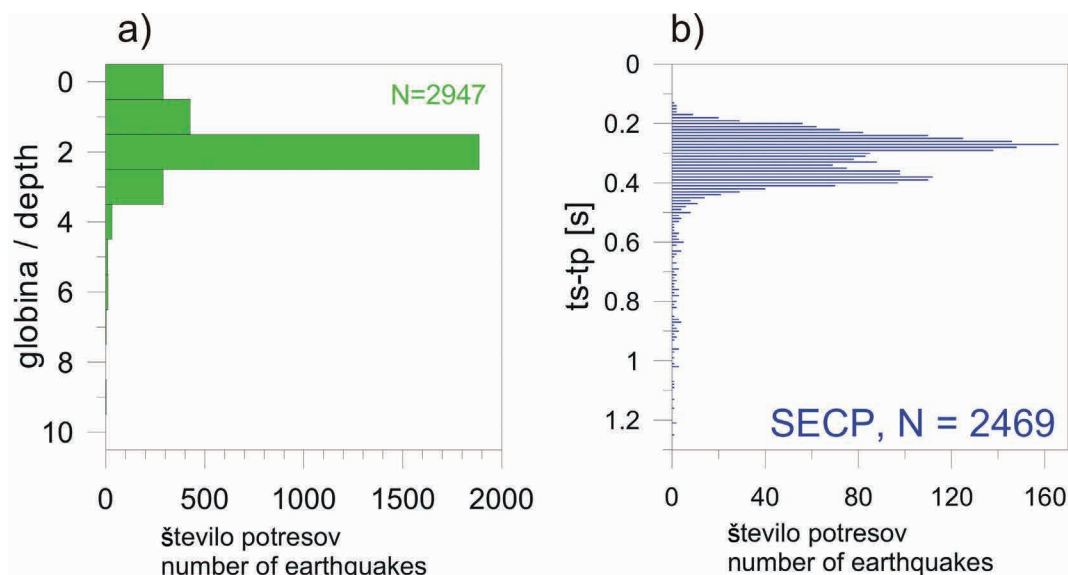 a)
N=2947
0
2
4
6
8
10
globina / depth
0
500
1000
1500
2000
število potresov
number of earthquakes
b)
0
0.2
0.4
0.6
0.8
1
1.2
ts-tp [s]
SECP, N = 2469
0
40
80
120
160
število potresov
number of earthquakes